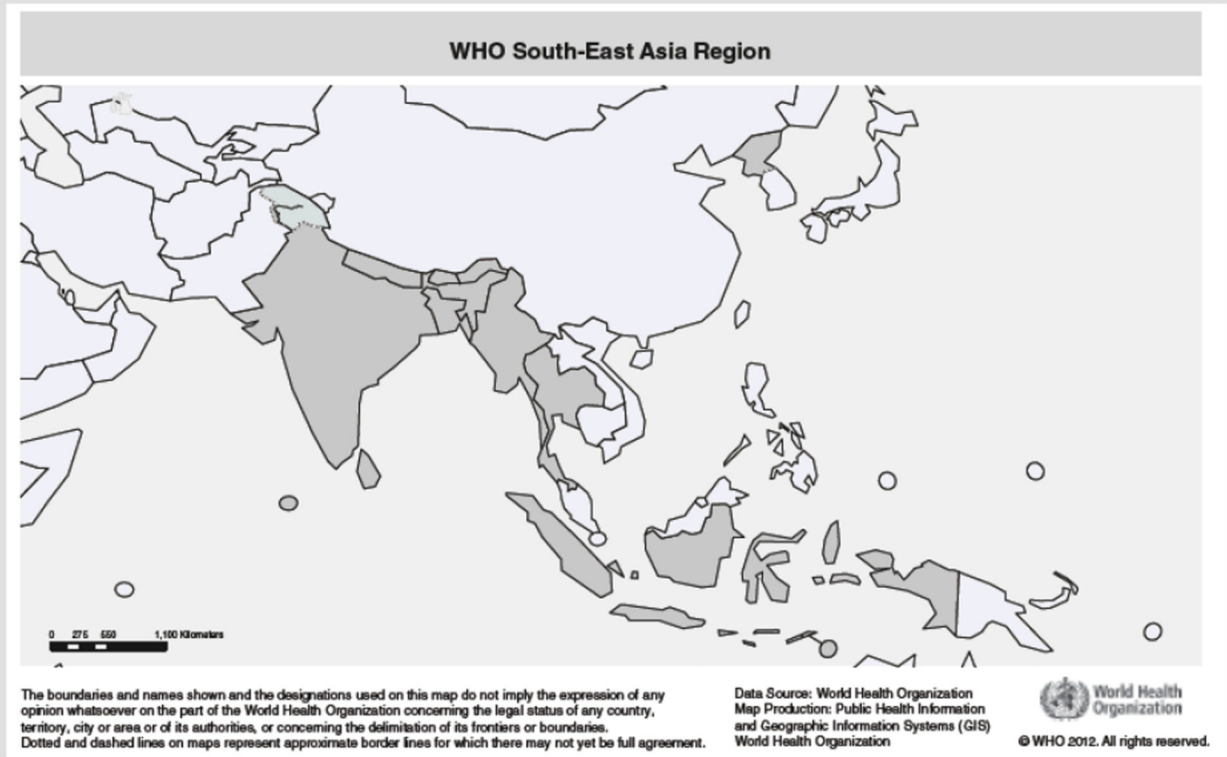 WHO South-East Asia Region
0 275 550 1,100 Kilometers
The boundaries and names shown and the designations used on this map do not imply the expression of any
opinion whatsoever on the part of the World Health Organization concerning the legal status of any country,
territory, city or area or of its authorities, or concerning the delimitation of its frontiers or boundaries.
Dotted and dashed lines on maps represent approximate border lines for which there may not yet be full agreement.
Data Source: World Health Organization
Map Production: Public Health Information
and Geographic Information Systems (GIS)
World Health Organization
World Health
Organization
© WHO 2012. All rights reserved.